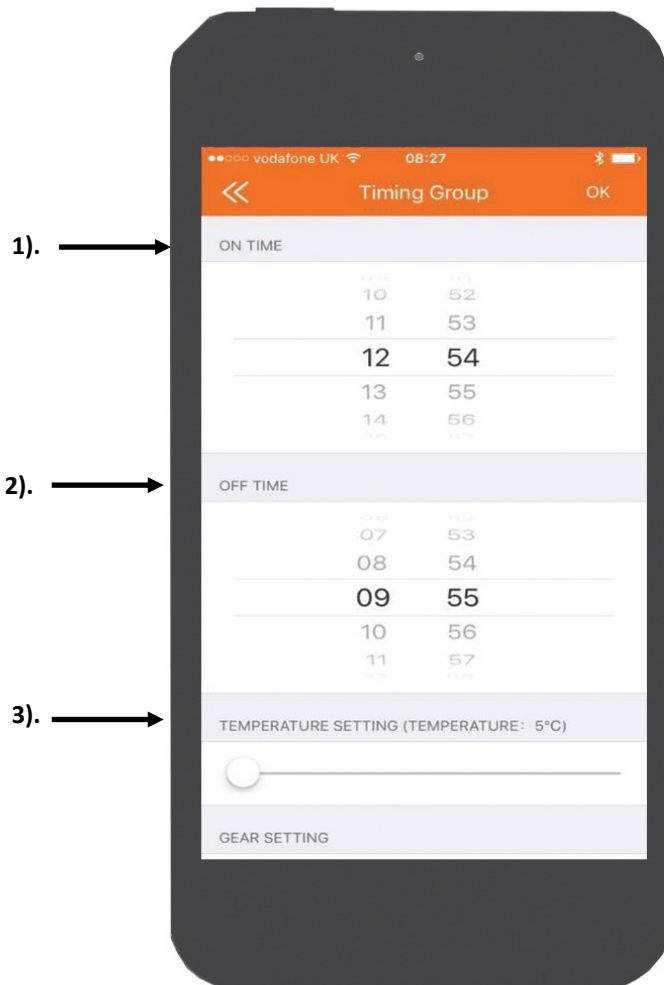 vodafone UK 08:27
Timing Group OK
1).
ON TIME
10 52
11 53
12 54
13 55
14 56
2).
OFF TIME
07 53
08 54
09 55
10 56
11 57
3).
TEMPERATURE SETTING (TEMPERATURE: 5°C)
GEAR SETTING